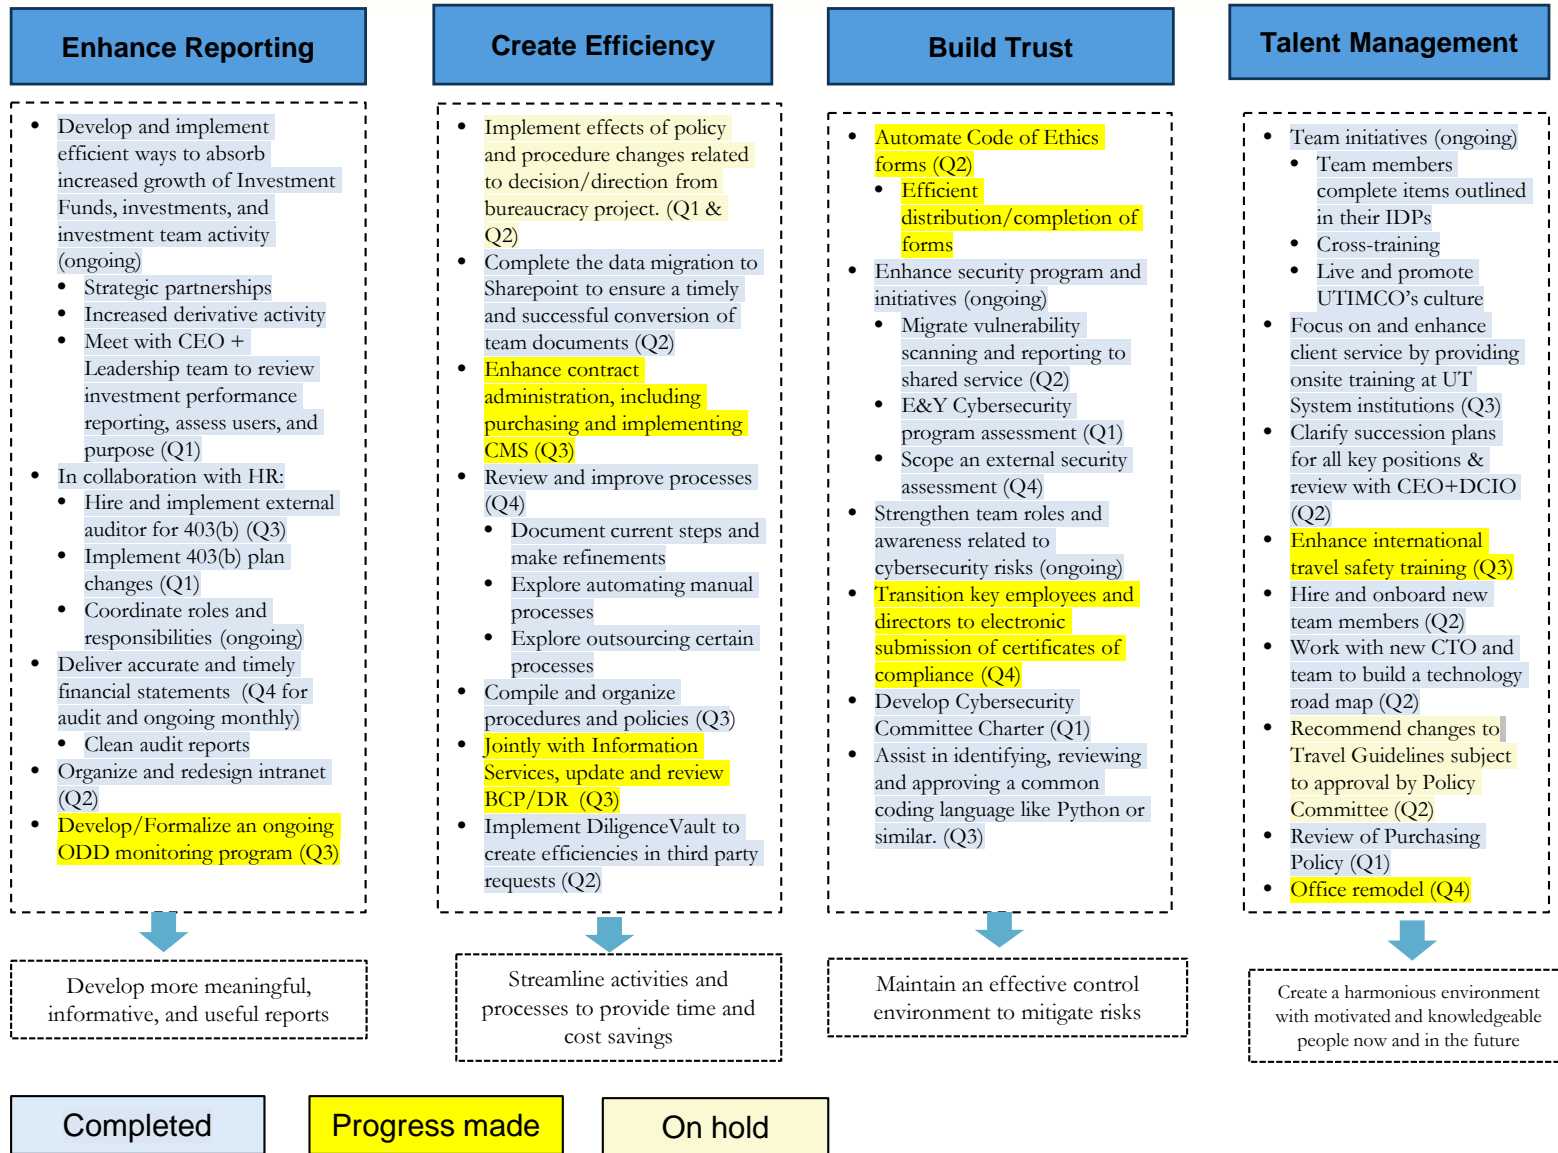 Enhance Reporting
• Develop and implement
efficient ways to absorb
increased growth of Investment
Funds, investments, and
investment team activity
(ongoing)
• Strategic partnerships
• Increased derivative activity
• Meet with CEO +
Leadership team to review
investment performance
reporting, assess users, and
purpose (Q1)
• In collaboration with HR:
• Hire and implement external
auditor for 403(b) (Q3)
• Implement 403(b) plan
changes (Q1)
• Coordinate roles and
responsibilities (ongoing)
• Deliver accurate and timely
financial statements (Q4 for
audit and ongoing monthly)
• Clean audit reports
• Organize and redesign intranet
(Q2)
• Develop/Formalize an ongoing
ODD monitoring program (Q3)
Develop more meaningful,
informative, and useful reports
Create Efficiency
• Implement effects of policy
and procedure changes related
to decision/direction from
bureaucracy project. (Q1 &
Q2)
• Complete the data migration to
Sharepoint to ensure a timely
and successful conversion of
team documents (Q2)
• Enhance contract
administration, including
purchasing and implementing
CMS (Q3)
• Review and improve processes
(Q4)
• Document current steps and
make refinements
• Explore automating manual
processes
• Explore outsourcing certain
processes
• Compile and organize
procedures and policies (Q3)
• Jointly with Information
Services, update and review
BCP/DR (Q3)
• Implement DiligenceVault to
create efficiencies in third party
requests (Q2)
Streamline activities and
processes to provide time and
cost savings
Build Trust
• Automate Code of Ethics
forms (Q2)
• Efficient
distribution/completion of
forms
• Enhance security program and
initiatives (ongoing)
• Migrate vulnerability
scanning and reporting to
shared service (Q2)
• E&Y Cybersecurity
program assessment (Q1)
• Scope an external security
assessment (Q4)
• Strengthen team roles and
awareness related to
cybersecurity risks (ongoing)
• Transition key employees and
directors to electronic
submission of certificates of
compliance (Q4)
• Develop Cybersecurity
Committee Charter (Q1)
• Assist in identifying, reviewing
and approving a common
coding language like Python or
similar. (Q3)
Maintain an effective control
environment to mitigate risks
Talent Management
• Team initiatives (ongoing)
• Team members
complete items outlined
in their IDPs
• Cross-training
• Live and promote
UTIMCO's culture
• Focus on and enhance
client service by providing
onsite training at UT
System institutions (Q3)
• Clarify succession plans
for all key positions &
review with CEO+DCIO
(Q2)
• Enhance international
travel safety training (Q3)
• Hire and onboard new
team members (Q2)
• Work with new CTO and
team to build a technology
road map (Q2)
• Recommend changes to
Travel Guidelines subject
to approval by Policy
Committee (Q2)
• Review of Purchasing
Policy (Q1)
• Office remodel (Q4)
Create a harmonious environment
with motivated and knowledgeable
people now and in the future
Completed
Progress made
On hold